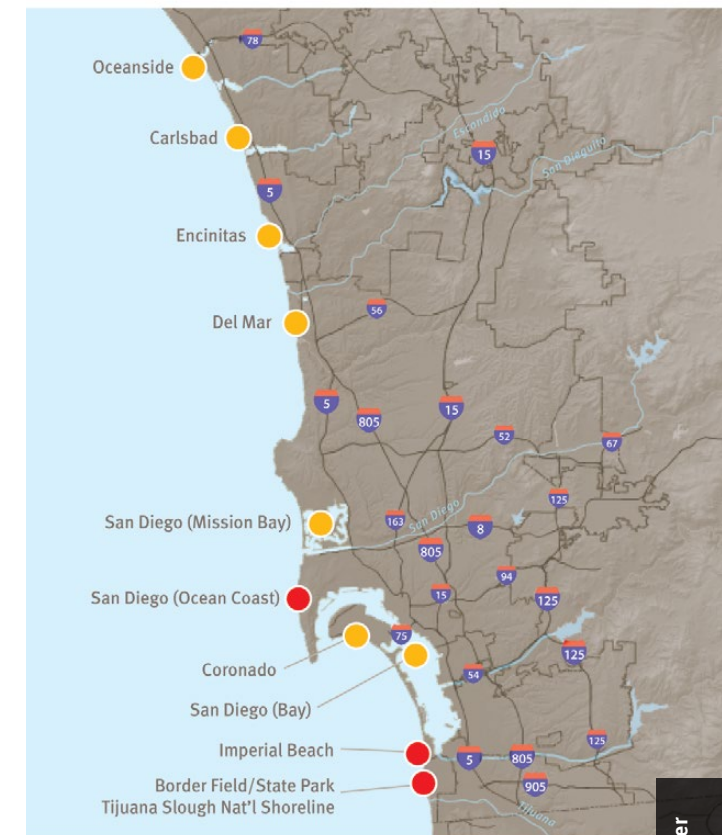 78
Oceanside
Carlsbad
Escondido
15
San Dieguito
5
Encinitas
Del Mar
56
5
805
15
52
67
125
San Diego (Mission Bay)
163
San Diego
8
805
94
San Diego (Ocean Coast)
15
125
75
Coronado
125
54
San Diego (Bay)
125
Imperial Beach
5
805
Border Field/State Park
905
Tijuana Slough Nat'l Shoreline
Tijuana
er